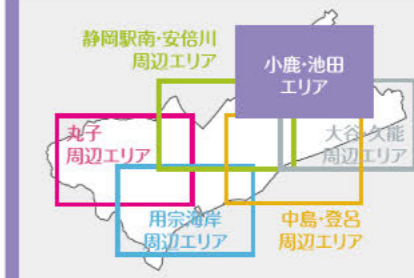 静岡駅南・安倍川
周辺エリア
小鹿・池田
エリア
丸子
周辺エリア
大谷・久能
周辺エリア
用宗海岸
周辺エリア
中島・登呂
周辺エリア